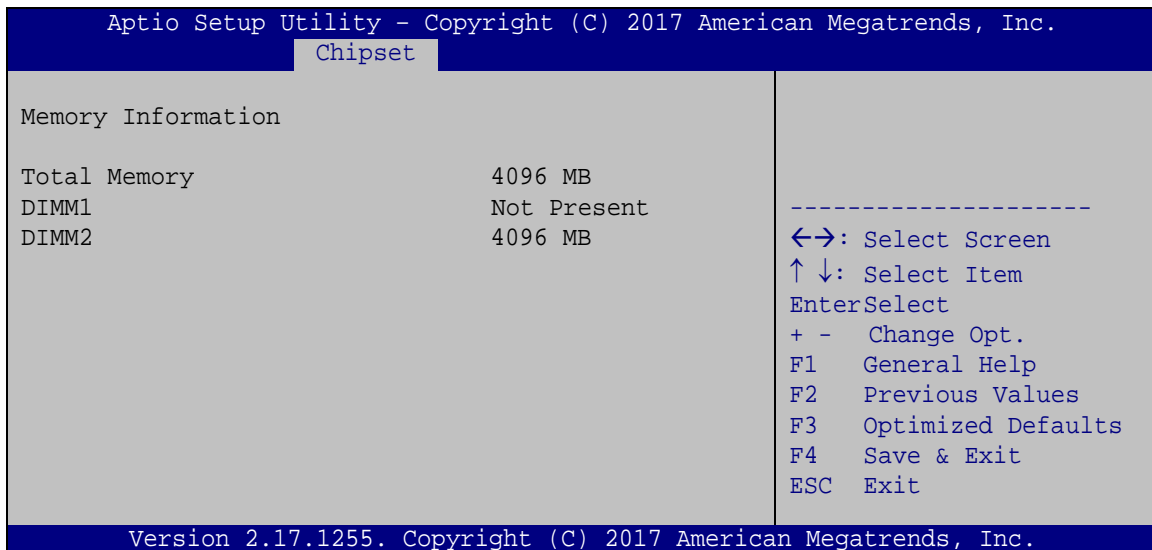 Aptio Setup Utility – Copyright (C) 2017 American Megatrends, Inc.
Chipset
Memory Information
Total Memory 4096 MB
DIMM1 Not Present
DIMM2 4096 MB
---------------------
←→: Select Screen
↑ ↓: Select Item
EnterSelect
+ - Change Opt.
F1 General Help
F2 Previous Values
F3 Optimized Defaults
F4 Save & Exit
ESC Exit
Version 2.17.1255. Copyright (C) 2017 American Megatrends, Inc.